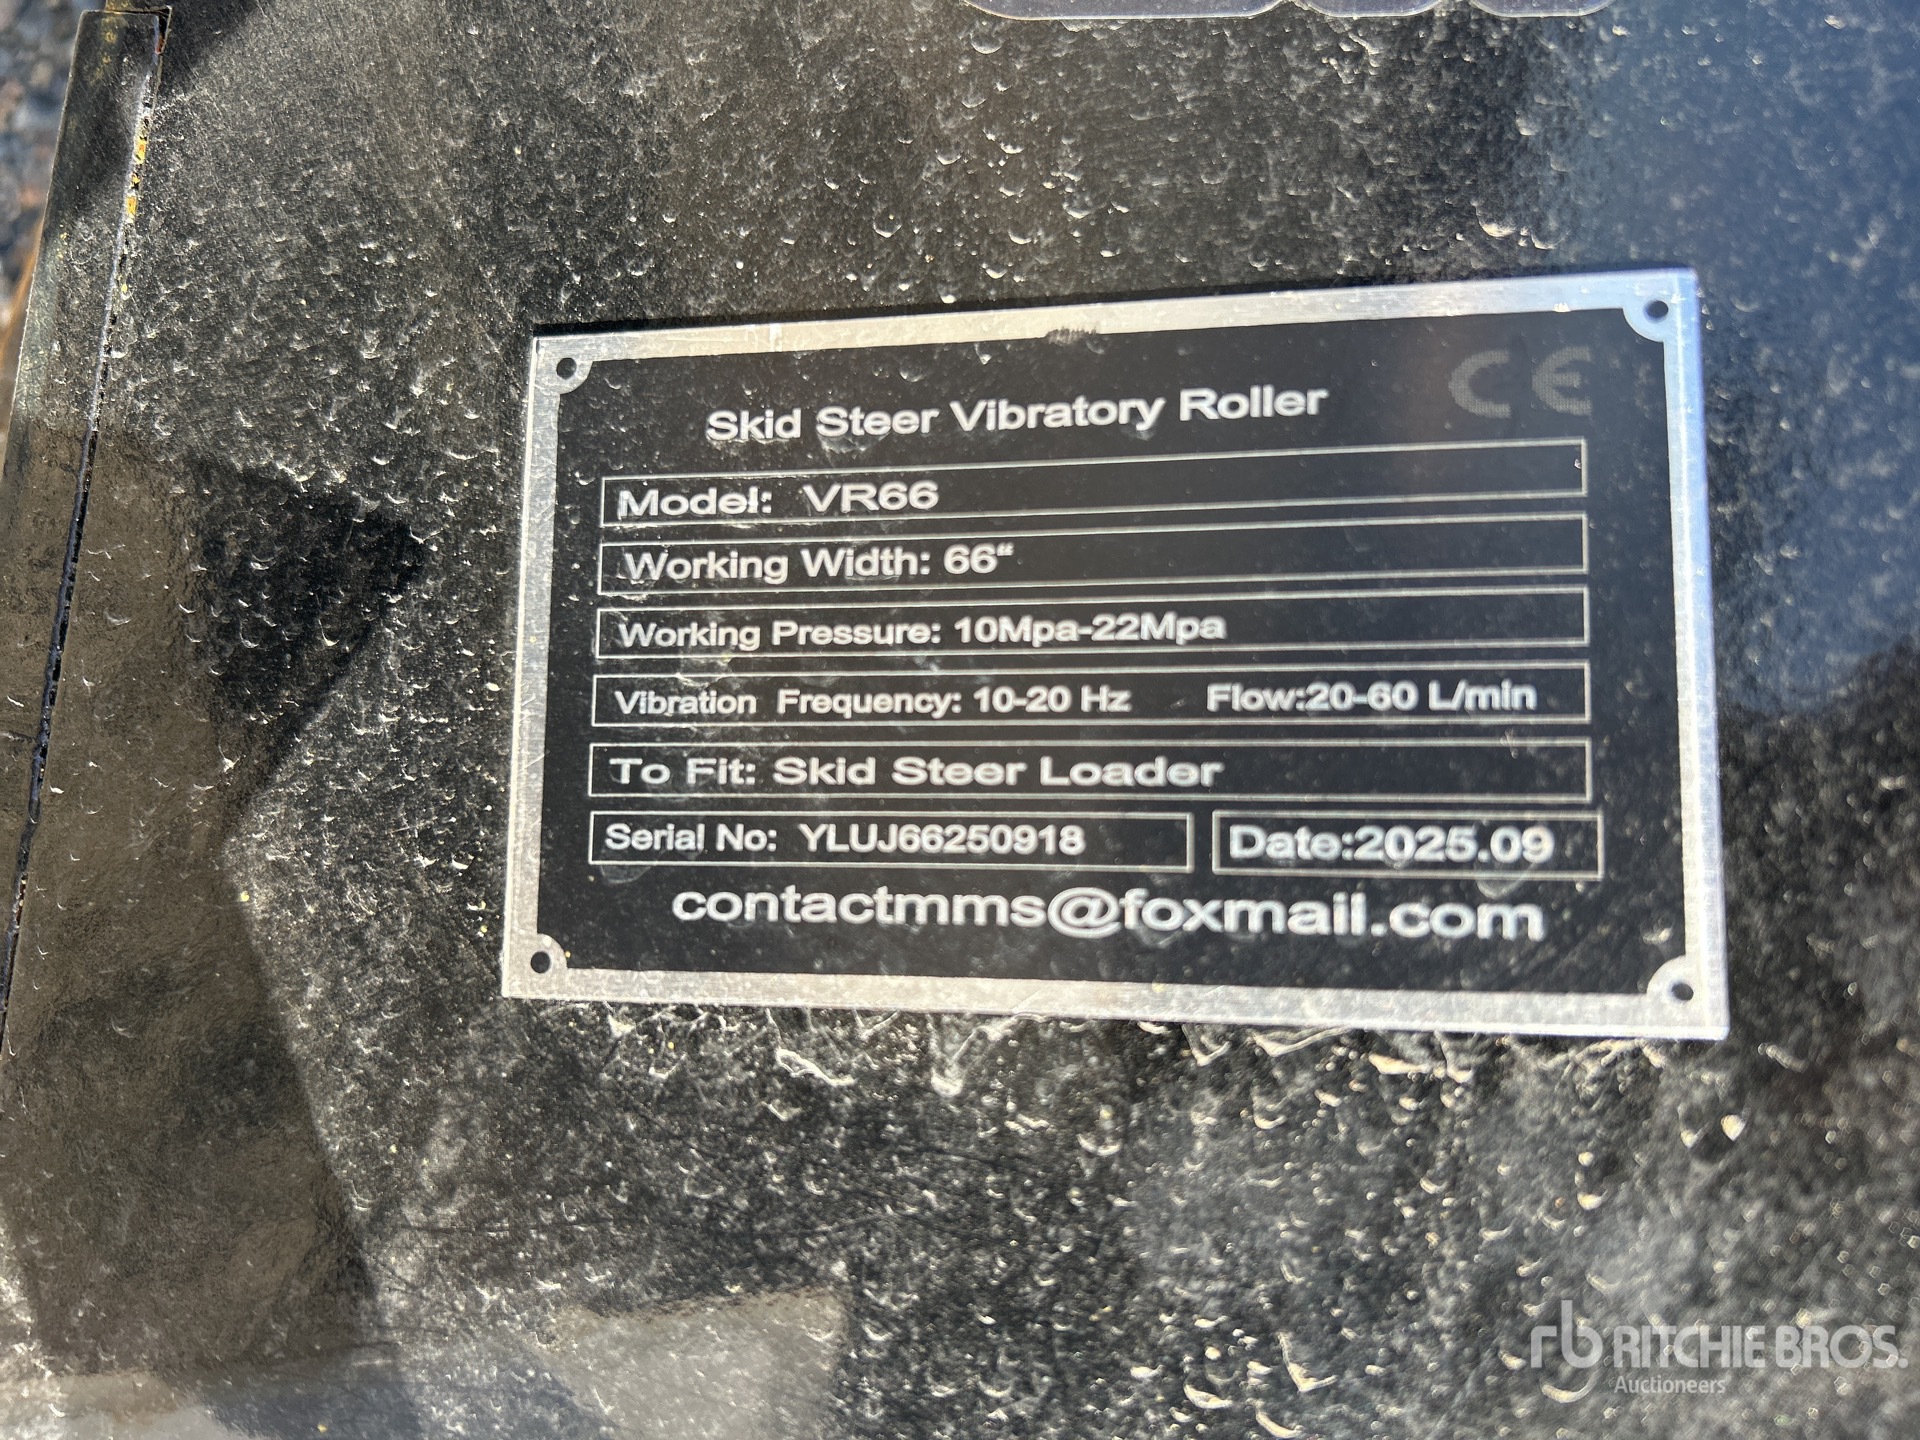 Skid Steer Vibratory Roller CE
Model: VR66
Working Width: 66“
Working Pressure: 10Mpa-22Mpa
Vibration Frequency: 10-20 Hz Flow:20-60 L/min
To Fit: Skid Steer Loader
Serial No: YLUJ66250918 Date:2025.09
contactmms@foxmail.com
rb RITCHIE BROS.
Auctioneers